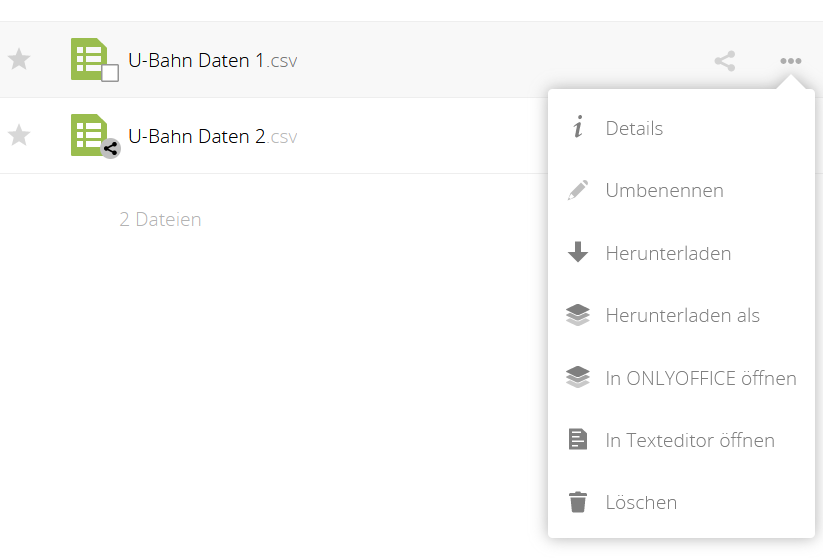 U-Bahn Daten 1.csv
U-Bahn Daten 2.csv
2 Dateien
Details
Umbenennen
Herunterladen
Herunterladen als
In ONLYOFFICE öffnen
In Texteditor öffnen
Löschen